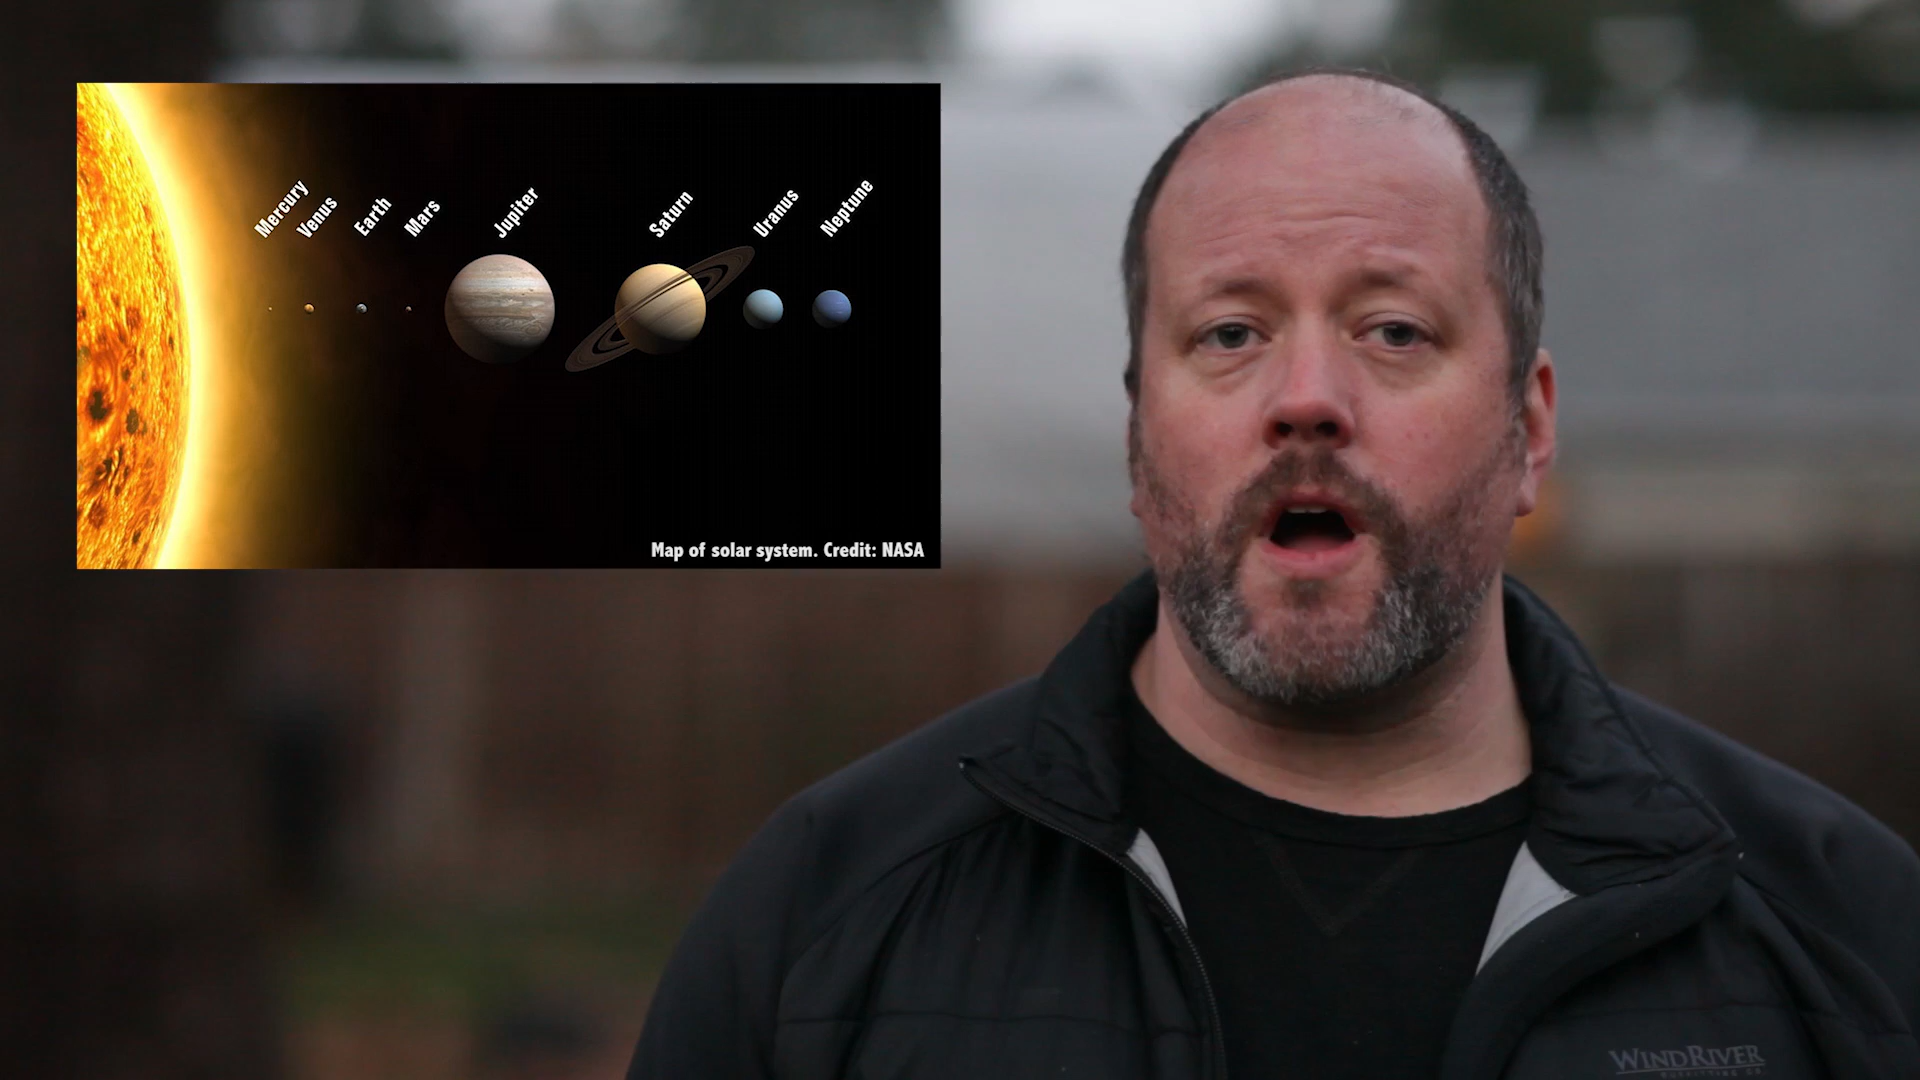 Mercury
Venus
Earth
Mars
Jupiter
Saturn
Uranus
Neptune
Map of solar system. Credit: NASA
WINDRIVER